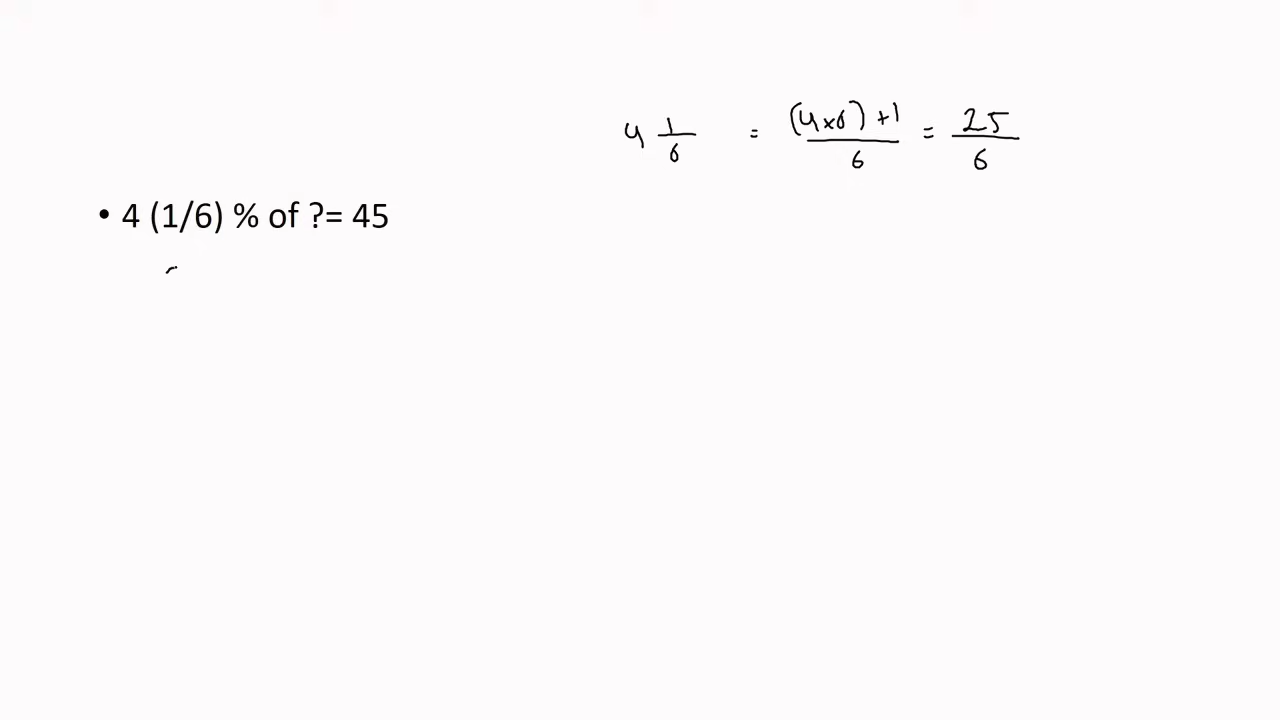 4 1/6 = (4×6)+1/6 = 25/6
• 4 (1/6) % of ?= 45